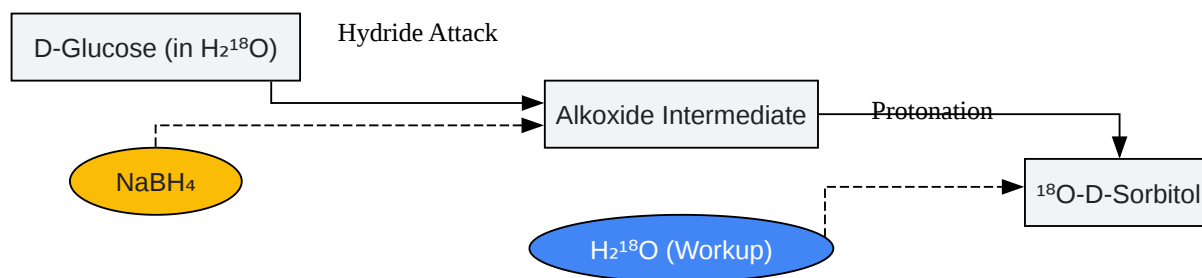 Hydride Attack
D-Glucose (in H₂¹⁸O)
Alkoxide Intermediate
Protonation
NaBH₄
¹⁸O-D-Sorbitol
H₂¹⁸O (Workup)